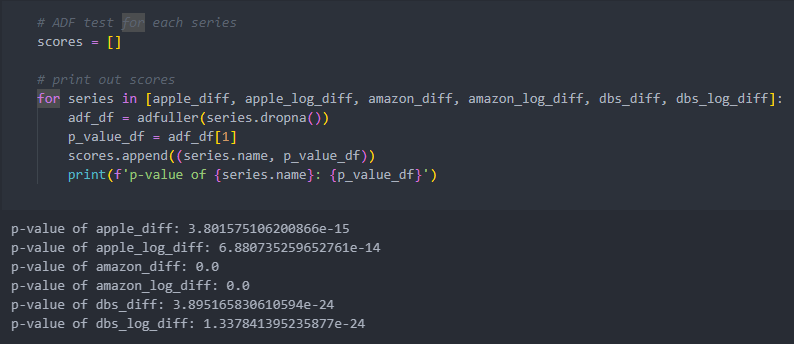 # ADF test for each series
scores = []
# print out scores
for series in [apple_diff, apple_log_diff, amazon_diff, amazon_log_diff, dbs_diff, dbs_log_diff]:
    adf_df = adfuller(series.dropna())
    p_value_df = adf_df[1]
    scores.append((series.name, p_value_df))
    print(f'p-value of {series.name}: {p_value_df}')
p-value of apple_diff: 3.801575106200866e-15
p-value of apple_log_diff: 6.880735259652761e-14
p-value of amazon_diff: 0.0
p-value of amazon_log_diff: 0.0
p-value of dbs_diff: 3.895165830610594e-24
p-value of dbs_log_diff: 1.337841395235877e-24